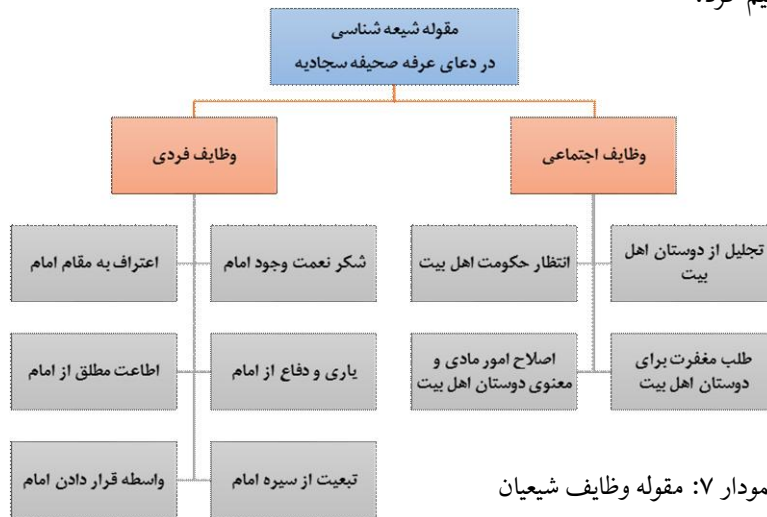 مقوله شیعه شناسی
در دعای عرفه صحیفه سجادیه
وظایف اجتماعی
وظایف فردی
تجلیل از دوستان اهل
بیت
انتظار حکومت اهل بیت
شکر نعمت وجود امام
اعتراف به مقام امام
طلب مغفرت برای
دوستان اهل بیت
اصلاح امور مادی و
معنوی دوستان اهل بیت
یاری و دفاع از امام
اطاعت مطلق از امام
تبعیت از سیره امام
واسطه قرار دادن امام
مودار ۷: مقوله وظایف شیعیان